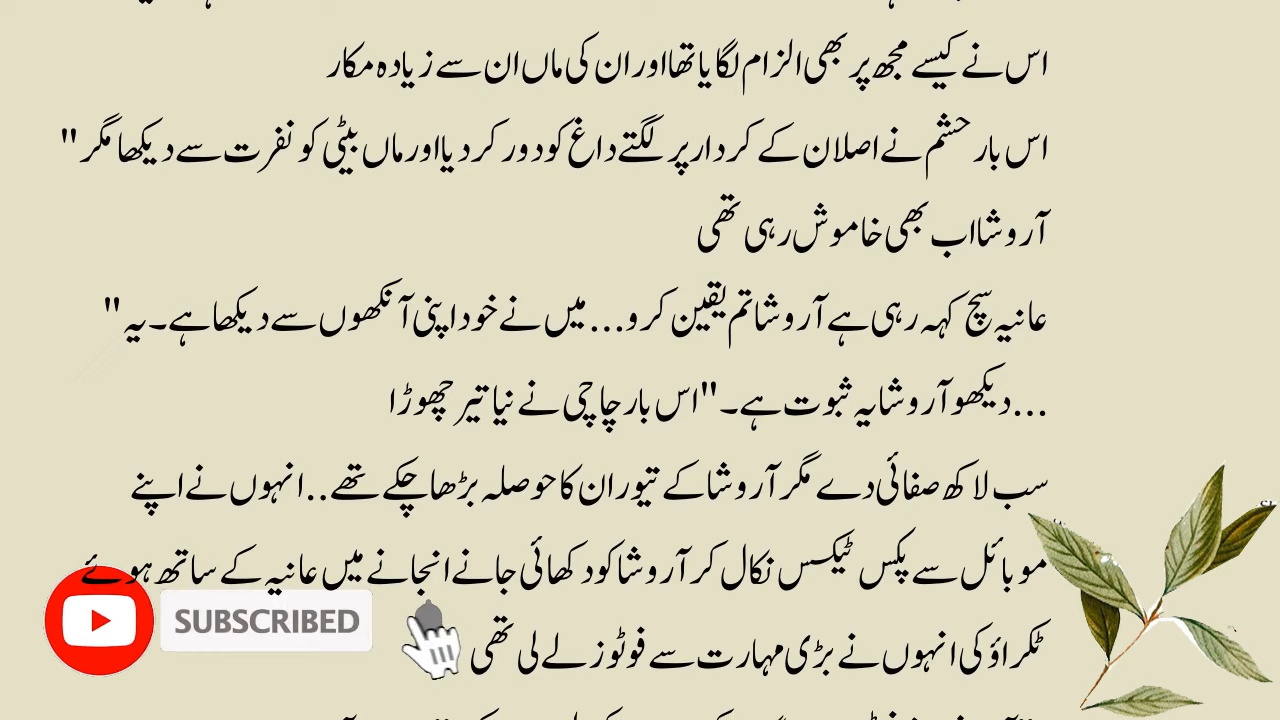 اس نے کیسے مجھ پر بھی الزام لگایا تھا اور ان کی ماں ان سے زیادہ مکار
اس بار حشم نے اصلان کے کردار پر لگتے داغ کو دور کر دیا اور ماں بیٹی کو نفرت سے دیکھا مگر "
آروشا اب بھی خاموش رہی تھی
عانیہ سچ کہہ رہی ہے آروشا تم یقین کرو... میں نے خود اپنی آنکھوں سے دیکھا ہے۔ یہ "
...دیکھو آروشا یہ ثبوت ہے۔" اس بار چاچی نے نیا تیر چھوڑا
سب لاکھ صفائی دے مگر آروشا کے تیور ان کا حوصلہ بڑھا چکے تھے.. انہوں نے اپنے
موبائل سے پکس ٹیکس نکال کر آروشا کو دکھائی جانے انجانے میں عانیہ کے ساتھ ہوئے
ٹکراؤ کی انہوں نے بڑی مہارت سے فوٹوز لے لی تھی
SUBSCRIBED